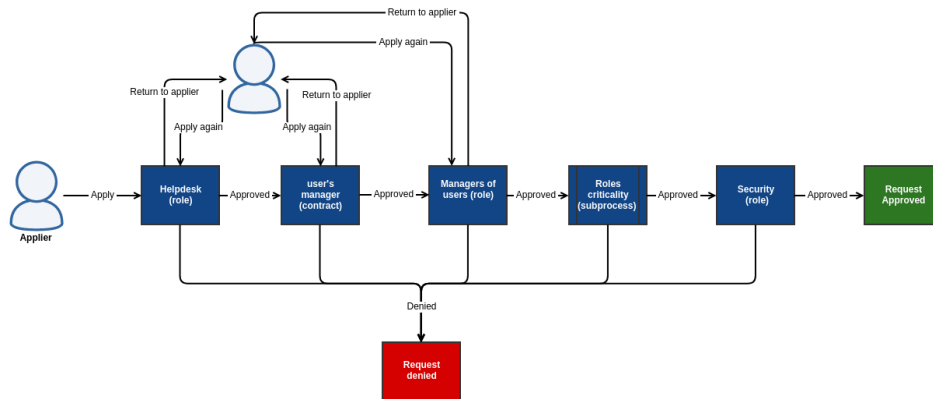 Return to applier
Apply again
Return to applier
Return to applier
Apply again
Apply again
Applier
Apply
Helpdesk
(role)
Approved
user's
manager
(contract)
Approved
Managers of
users (role)
Approved
Roles
criticality
(subprocess)
Approved
Security
(role)
Approved
Request
Approved
Denied
Request
denied